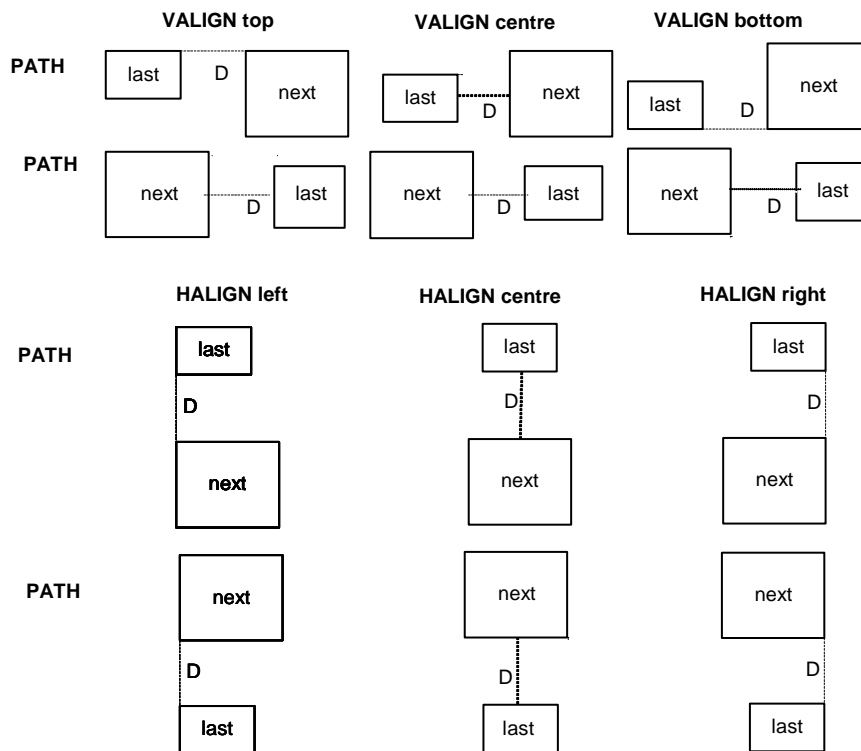 VALIGN top VALIGN centre VALIGN bottom
PATH
last D next last D next last D next
PATH
next D last next D last next D last
HALIGN left HALIGN centre HALIGN right
PATH
last last last
D D D
next next next
PATH
next next next
D D D
last last last